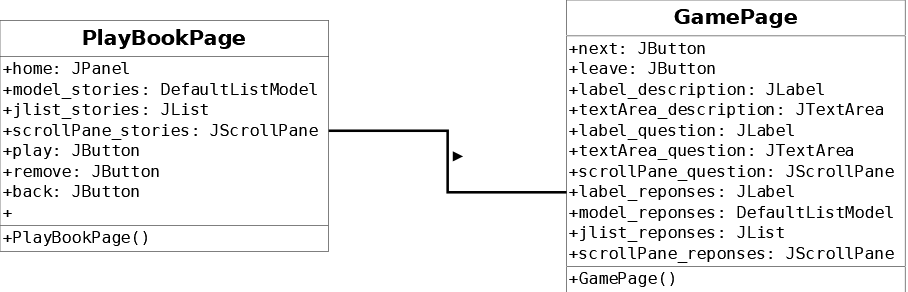 PlayBookPage
+home: JPanel
+model_stories: DefaultListModel
+jlist_stories: JList
+scrollPane_stories: JScrollPane
+play: JButton
+remove: JButton
+back: JButton
+
+PlayBookPage()
GamePage
+next: JButton
+leave: JButton
+label_description: JLabel
+textArea_description: JTextArea
+label_question: JLabel
+textArea_question: JTextArea
+scrollPane_question: JScrollPane
+label_reponses: JLabel
+model_reponses: DefaultListModel
+jlist_reponses: JList
+scrollPane_reponses: JScrollPane
+GamePage()